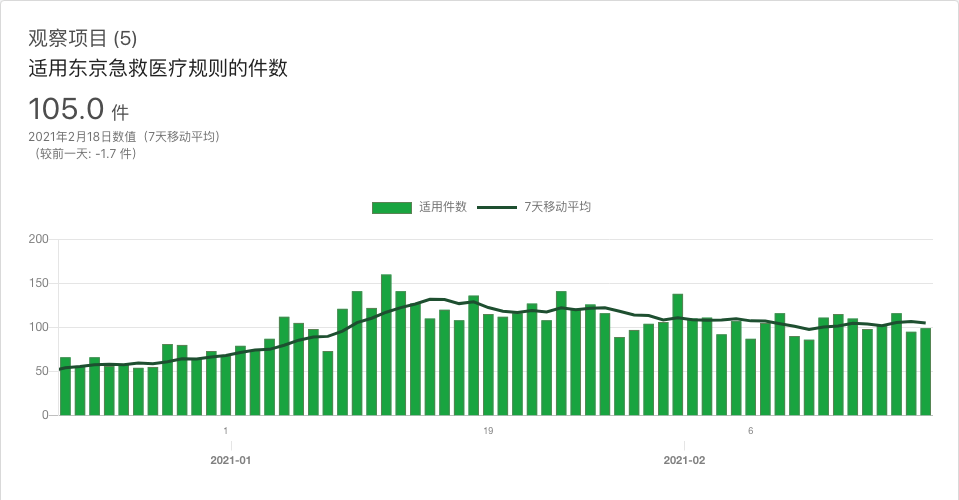 观察项目 (5)
适用东京急救医疗规则的件数
105.0 件
2021年2月18日数值（7天移动平均）
（较前一天: -1.7 件）
适用件数 7天移动平均
200
150
100
50
0
1 19 6
2021-01 2021-02